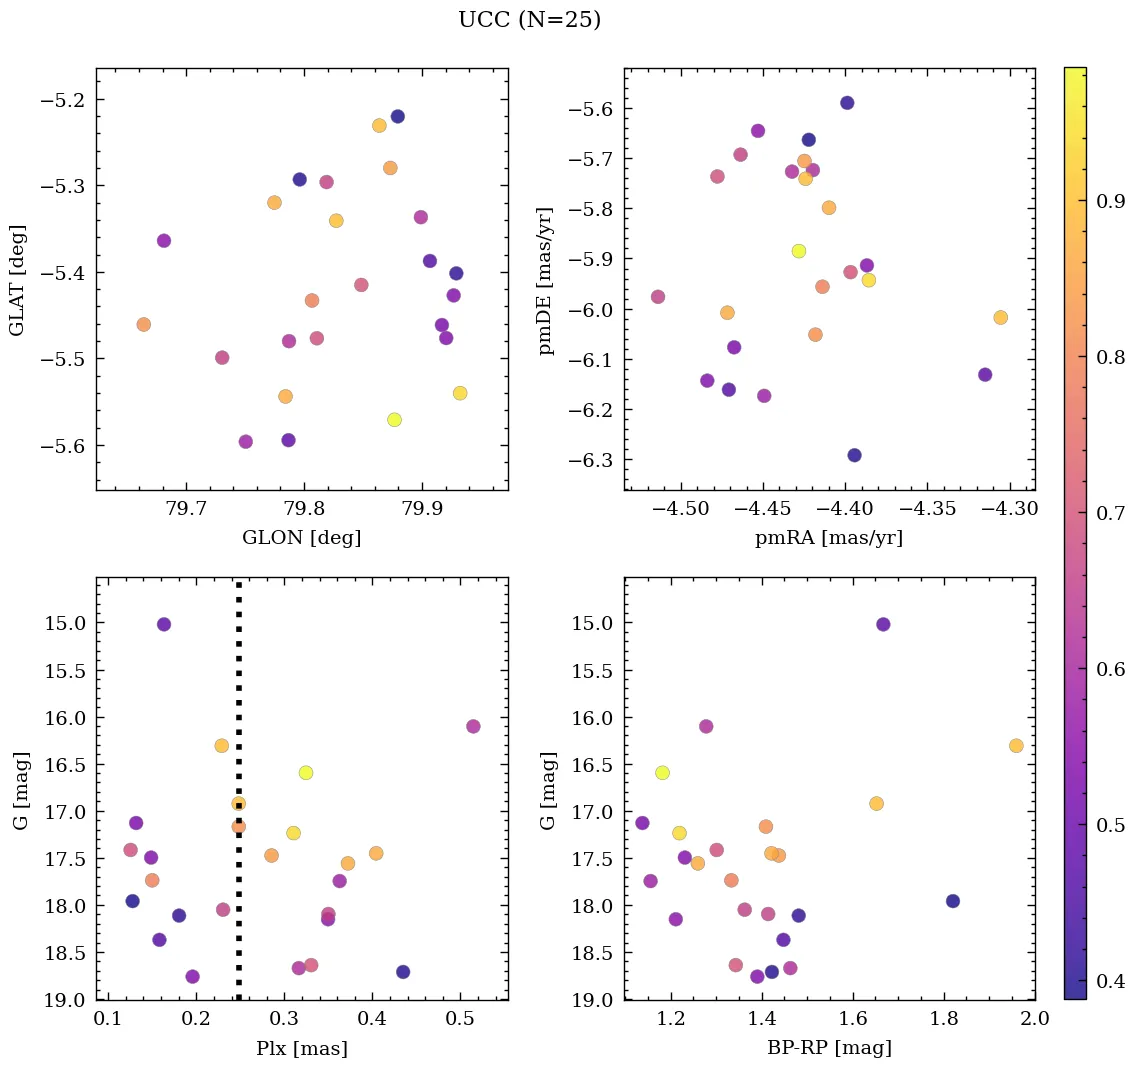 UCC (N=25)
−5.2
−5.3
−5.4
−5.5
−5.6
GLAT [deg]
79.7 79.8 79.9
GLON [deg]
−5.6
−5.7
−5.8
−5.9
−6.0
−6.1
−6.2
−6.3
pmDE [mas/yr]
−4.50 −4.45 −4.40 −4.35 −4.30
pmRA [mas/yr]
15.0
15.5
16.0
16.5
17.0
17.5
18.0
18.5
19.0
G [mag]
0.1 0.2 0.3 0.4 0.5
Plx [mas]
15.0
15.5
16.0
16.5
17.0
17.5
18.0
18.5
19.0
G [mag]
1.2 1.4 1.6 1.8 2.0
BP-RP [mag]
0.9
0.8
0.7
0.6
0.5
0.4